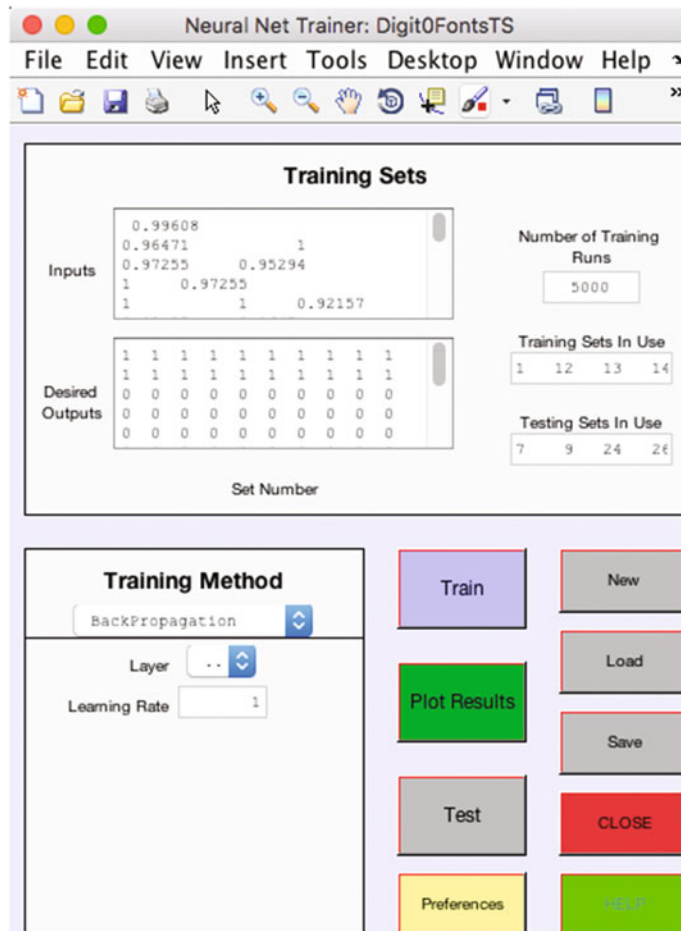 Neural Net Trainer: Digit0FontsTS
File Edit View Insert Tools Desktop Window Help
Training Sets
Inputs
0.99608
0.96471 1
0.97255 0.95294
1 0.97255
1 1 0.92157
Number of Training
Runs
5000
Desired
Outputs
1 1 1 1 1 1 1 1 1 1
1 1 1 1 1 1 1 1 1 1
0 0 0 0 0 0 0 0 0 0
0 0 0 0 0 0 0 0 0 0
0 0 0 0 0 0 0 0 0 0
Training Sets In Use
1 12 13 14
Testing Sets In Use
7 9 24 26
Set Number
Training Method
BackPropagation
Layer ..
Learning Rate 1
Train
Plot Results
Test
Preferences
New
Load
Save
CLOSE
HELP